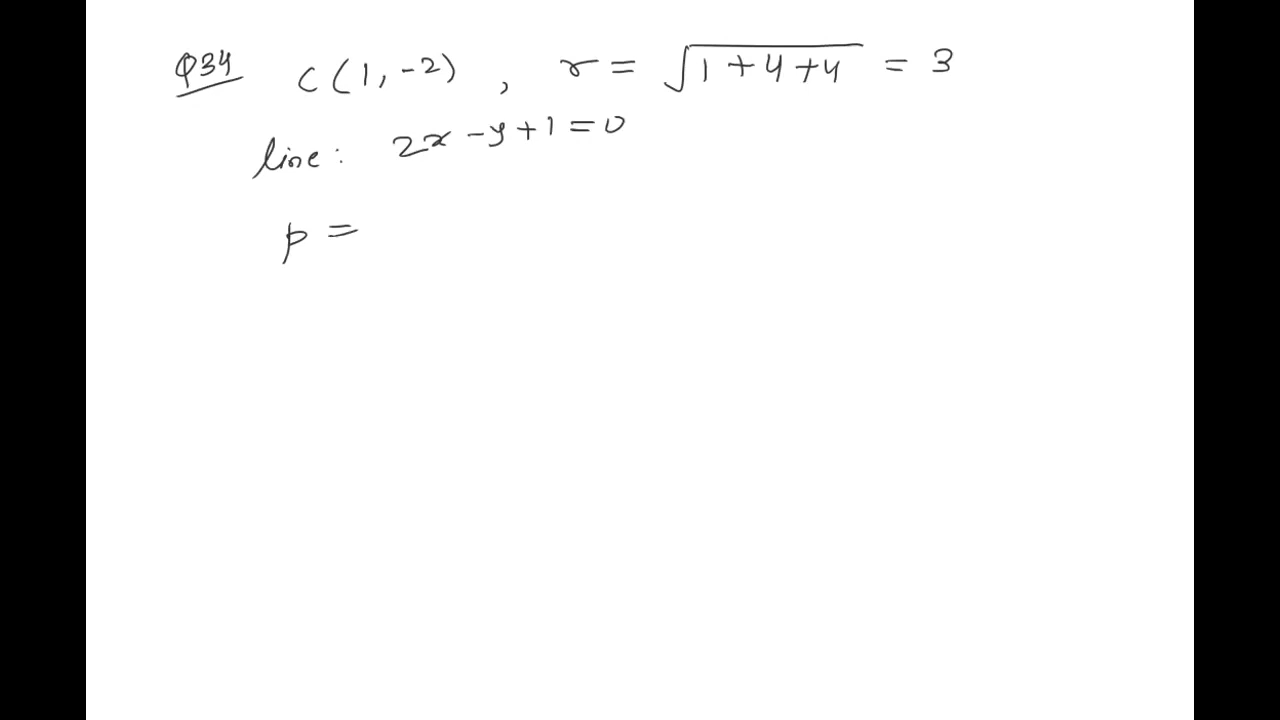 Q34 C(1, -2), r = √(1+4+4) = 3
line: 2x - y + 1 = 0
p =